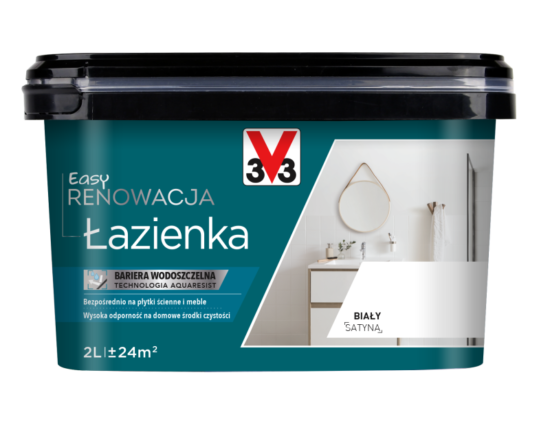 V
33
Easy
RENOWACJA
Łazienka
BARIERA WODOSZCZELNA
TECHNOLOGIA AQUARESIST
Bezpośrednio na płytki ścienne i meble
Wysoka odporność na domowe środki czystości
2L | ± 24m²
BIAŁY
SATYNA